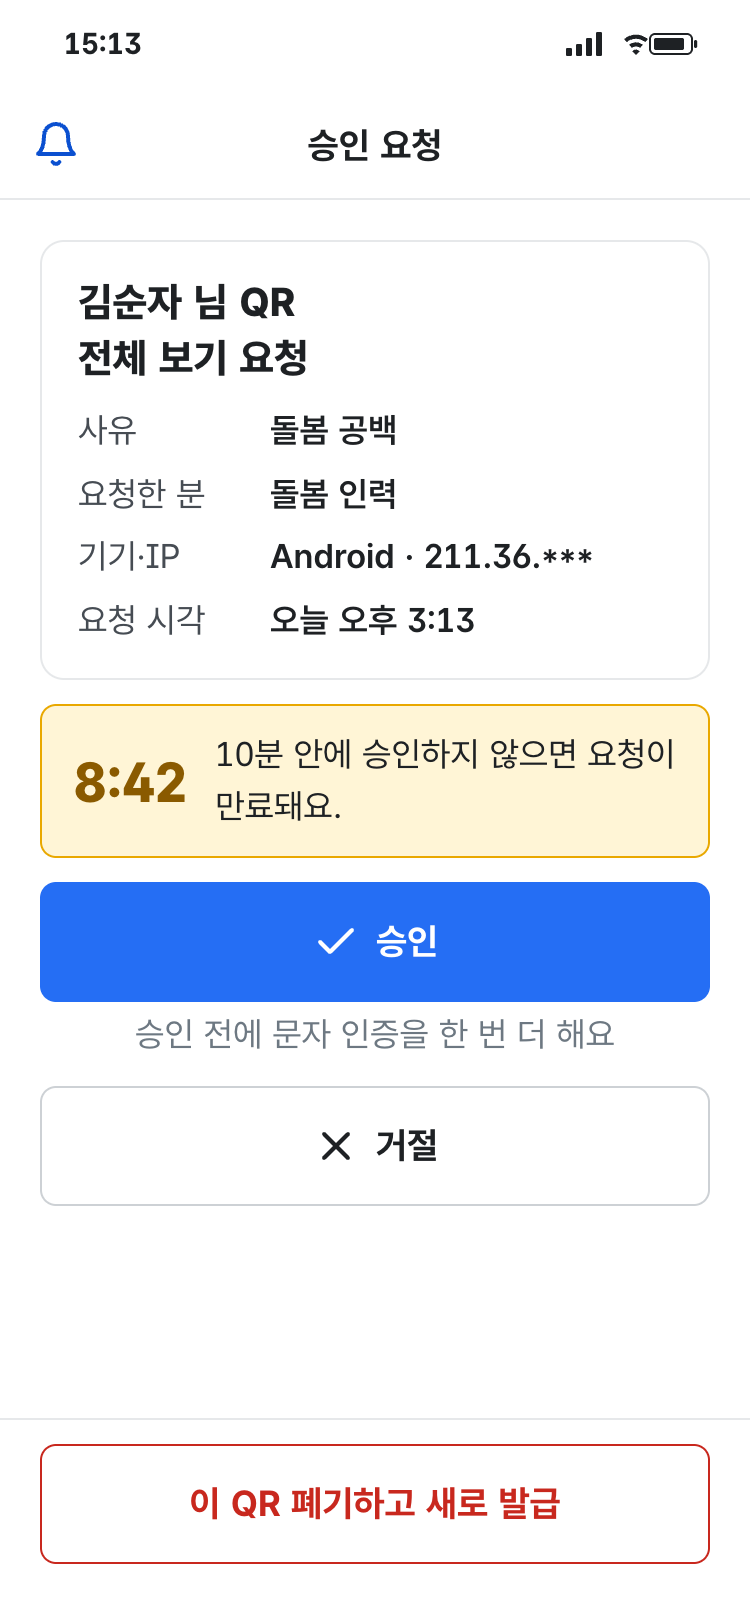 15:13
승인 요청
김순자 님 QR
전체 보기 요청
사유 돌봄 공백
요청한 분 돌봄 인력
기기·IP Android · 211.36.***
요청 시각 오늘 오후 3:13
8:42
10분 안에 승인하지 않으면 요청이
만료돼요.
승인
승인 전에 문자 인증을 한 번 더 해요
거절
이 QR 폐기하고 새로 발급